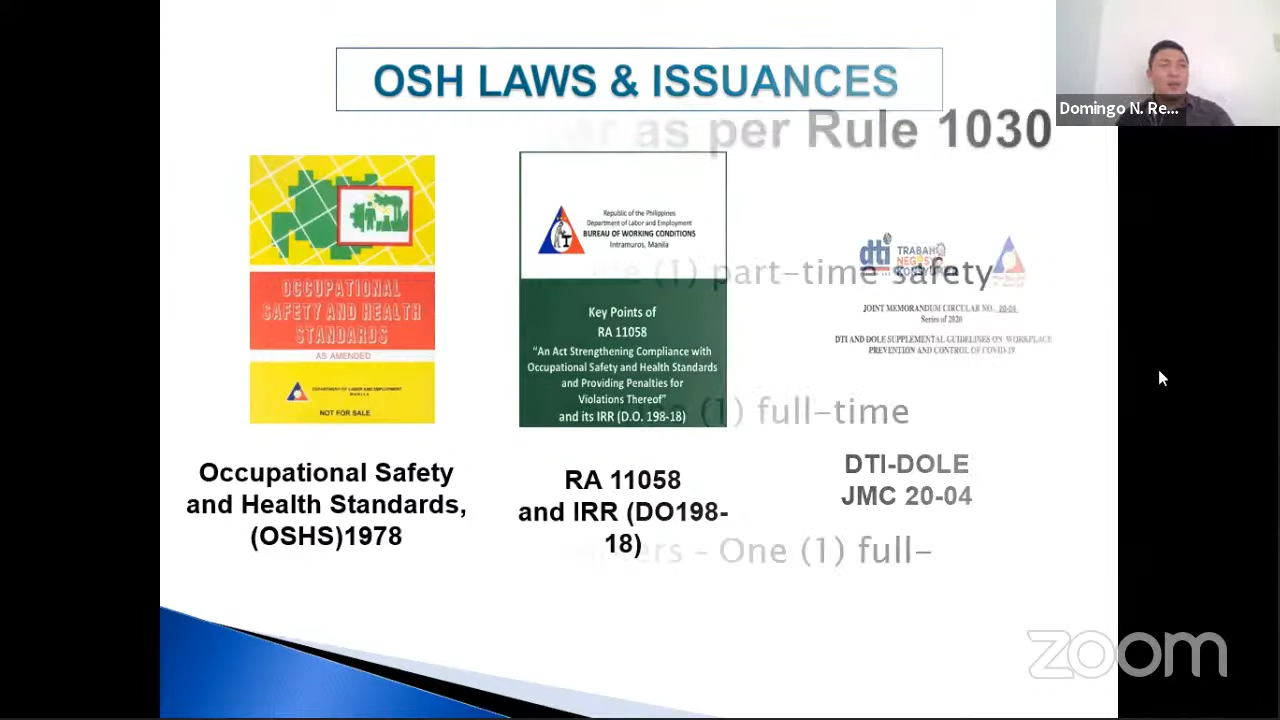 OSH LAWS & ISSUANCES
as per Rule 1030
Domingo N. Re...
OCCUPATIONAL
SAFETY AND HEALTH
STANDARDS
AS AMENDED
DEPARTMENT OF LABOR AND EMPLOYMENT
MANILA
NOT FOR SALE
Occupational Safety
and Health Standards,
(OSHS)1978
Republic of the Philippines
Department of Labor and Employment
BUREAU OF WORKING CONDITIONS
Intramuros, Manila
Key Points of
RA 11058
“An Act Strengthening Compliance with
Occupational Safety and Health Standards
and Providing Penalties for
Violations Thereof”
and its IRR (D.O. 198-18)
RA 11058
and IRR (DO198-
18)
dti
TRABAHO
NEGOSYO
(1) part-time safety
JOINT MEMORANDUM CIRCULAR NO. 20-04
Series of 2020
DTI AND DOLE SUPPLEMENTAL GUIDELINES ON WORKPLACE
PREVENTION AND CONTROL OF COVID-19
(1) full-time
DTI-DOLE
JMC 20-04
- One (1) full-
zoom